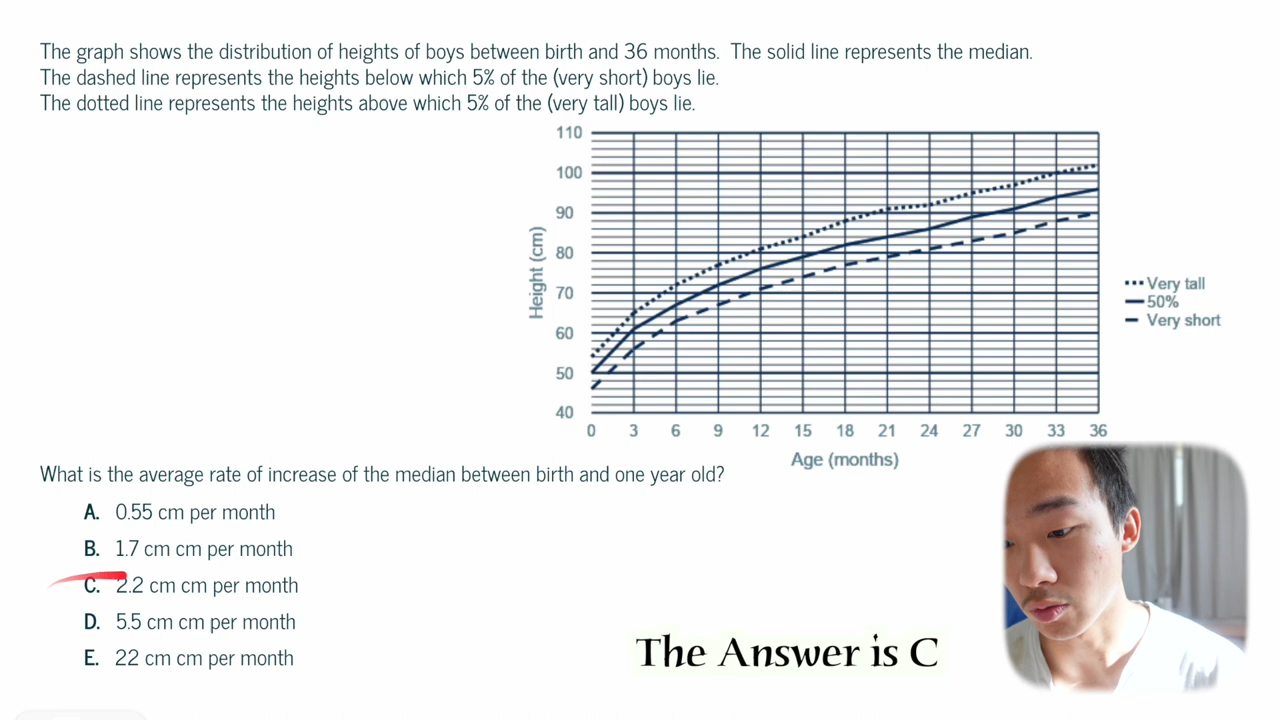 The graph shows the distribution of heights of boys between birth and 36 months. The solid line represents the median.
The dashed line represents the heights below which 5% of the (very short) boys lie.
The dotted line represents the heights above which 5% of the (very tall) boys lie.
110
100
90
80
70
60
50
40
Height (cm)
0 3 6 9 12 15 18 21 24 27 30 33 36
Age (months)
Very tall
50%
Very short
What is the average rate of increase of the median between birth and one year old?
A. 0.55 cm per month
B. 1.7 cm cm per month
C. 2.2 cm cm per month
D. 5.5 cm cm per month
E. 22 cm cm per month
The Answer is C